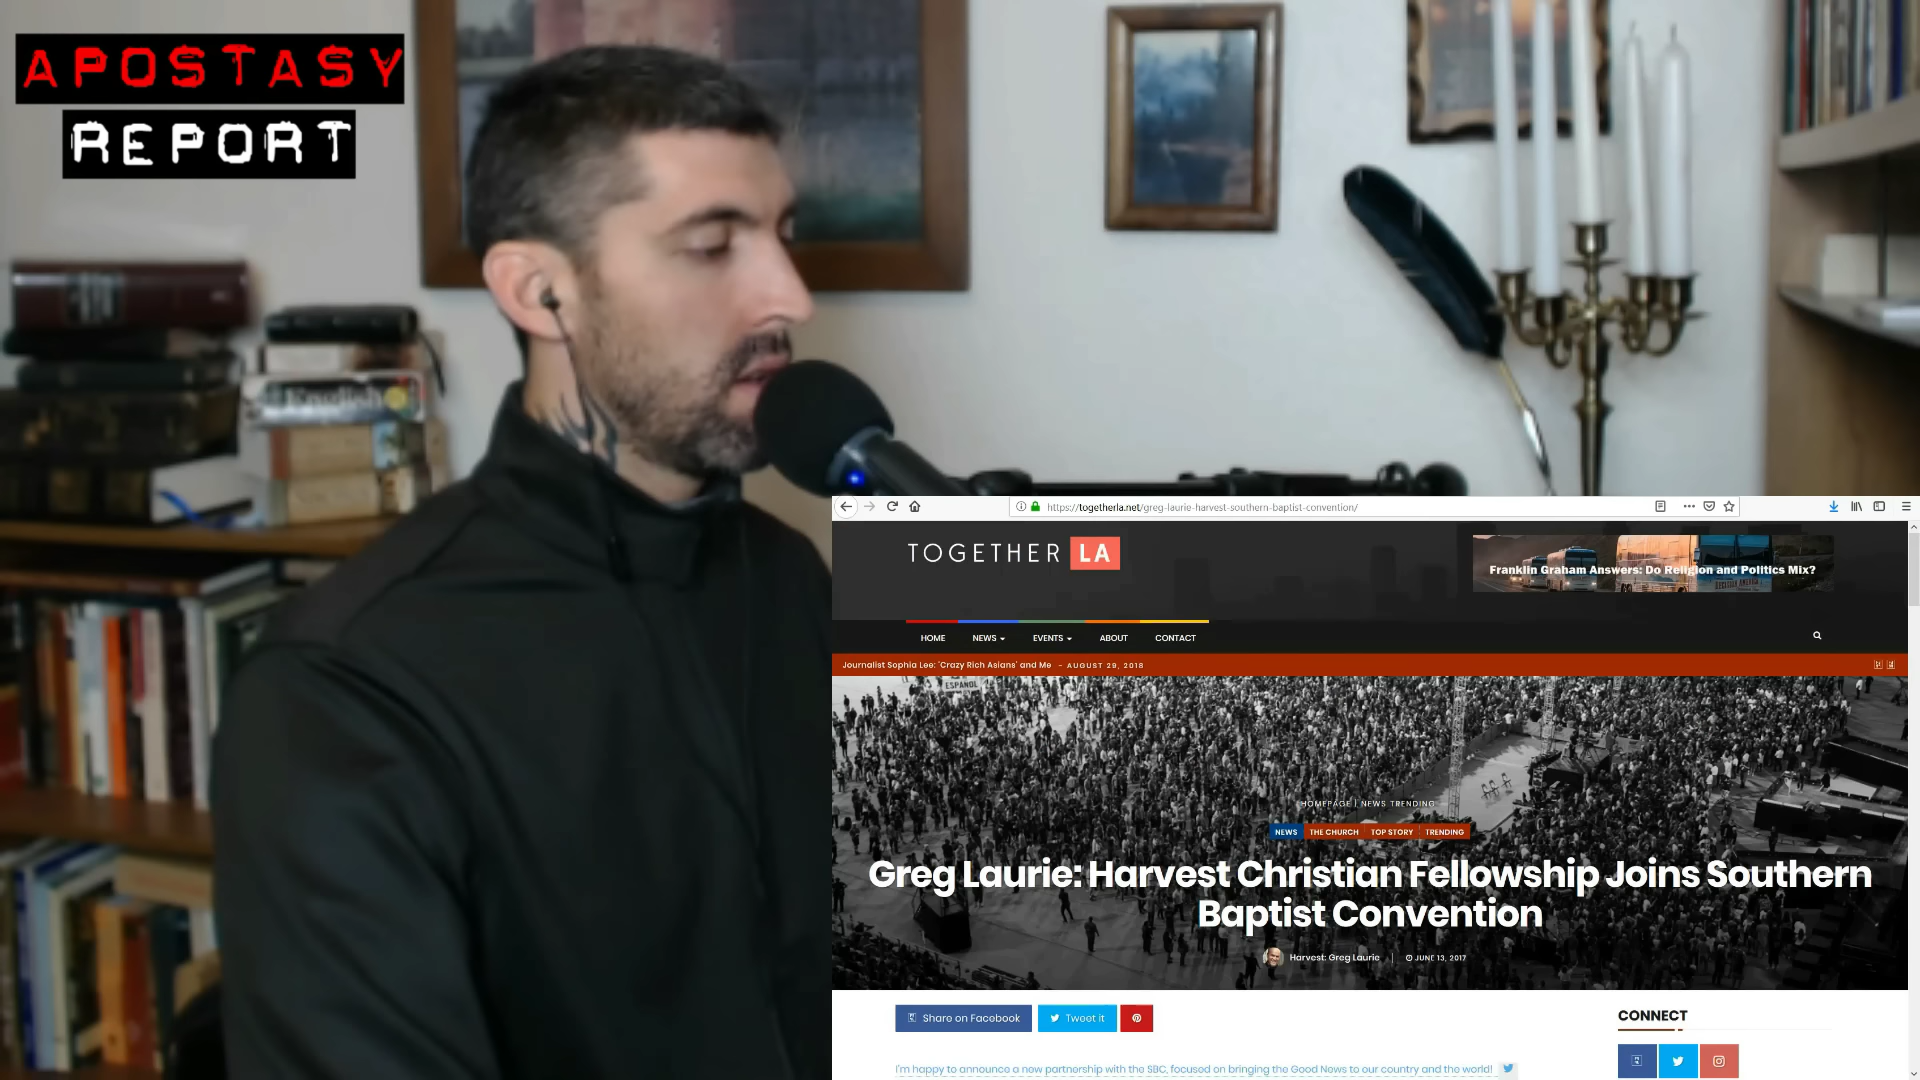 APOSTASY
REPORT
English
https://togetherla.net/greg-laurie-harvest-southern-baptist-convention/
TOGETHER LA
Franklin Graham Answers: Do Religion and Politics Mix?
HOME NEWS EVENTS ABOUT CONTACT
Journalist Sophia Lee: 'Crazy Rich Asians' and Me - AUGUST 29, 2018
ESPAÑOL
HOMEPAGE | NEWS TRENDING
NEWS THE CHURCH TOP STORY TRENDING
Greg Laurie: Harvest Christian Fellowship Joins Southern
Baptist Convention
Harvest: Greg Laurie | JUNE 13, 2017
Share on Facebook Tweet it
CONNECT
I'm happy to announce a new partnership with the SBC, focused on bringing the Good News to our country and the world!